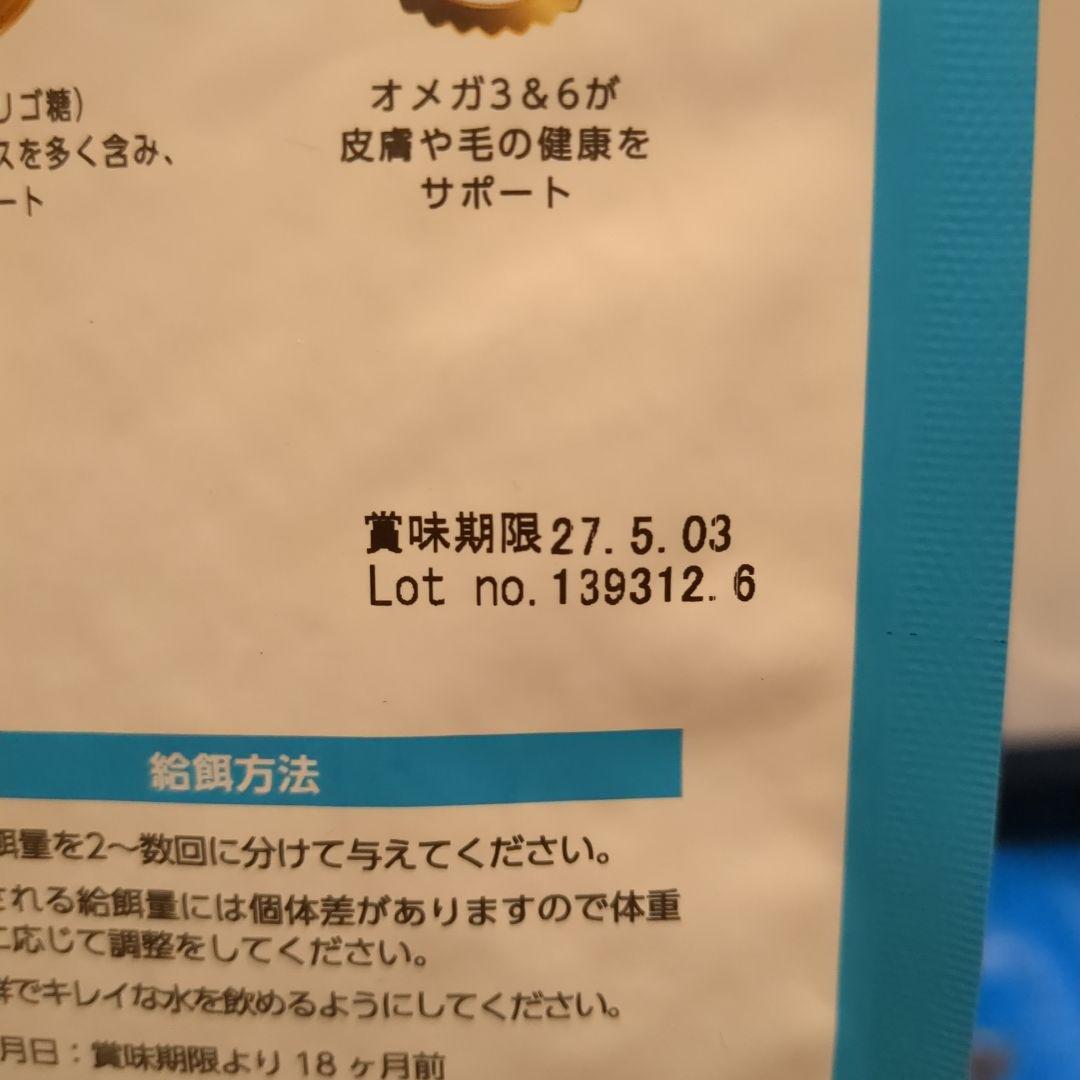 リゴ糖)
スを多く含み、
ート
オメガ3&6が
皮膚や毛の健康を
サポート
賞味期限27.5.03
Lot no.139312.6
給餌方法
餌量を2〜数回に分けて与えてください。
される給餌量には個体差がありますので体重
に応じて調整をしてください。
鮮でキレイな水を飲めるようにしてください。
月日：賞味期限より18ヶ月前